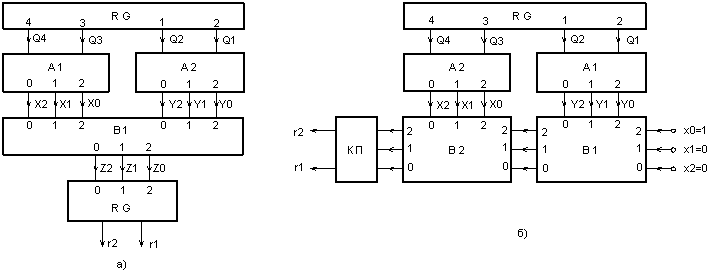 R G
4 3 1 2
Q4 Q3 Q2 Q1
A 1 A 2
0 1 2 0 1 2
X2 X1 X0 Y2 Y1 Y0
0 1 2 0 1 2
B 1
0 1 2
Z2 Z1 Z0
0 1 2
R G
r2 r1
а)
R G
4 3 1 2
Q4 Q3 Q2 Q1
A 2 A 1
0 1 2 0 1 2
X2 X1 X0 Y2 Y1 Y0
0 1 2 0 1 2
r2 2 2 2 2 x0=1
КП 1 B 2 1 1 B 1 1 x1=0
r1 0 0 0 0 x2=0
б)